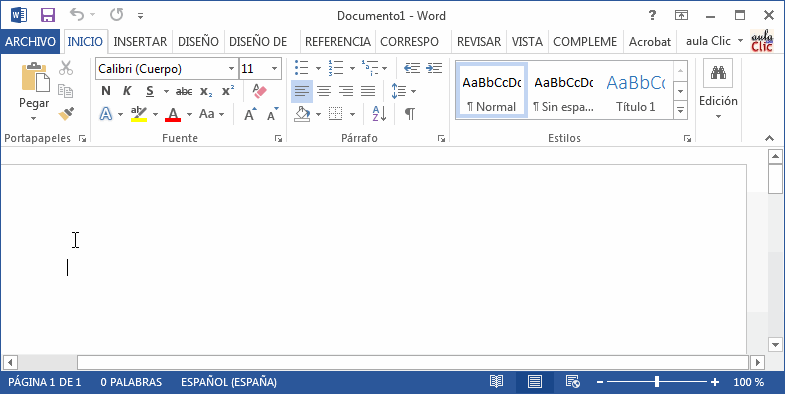 Documento1 - Word
ARCHIVO INICIO INSERTAR DISEÑO DISEÑO DE REFERENCIA CORRESPO REVISAR VISTA COMPLEME Acrobat aula Clic aula Clic
Calibri (Cuerpo) 11
Pegar
N K S abc x₂ x²
A ab A Aa A A
AaBbCcDc AaBbCcDc AaBbCc
¶ Normal ¶ Sin espa... Título 1
Edición
Portapapeles Fuente Párrafo Estilos
PÁGINA 1 DE 1 0 PALABRAS ESPAÑOL (ESPAÑA) 100 %